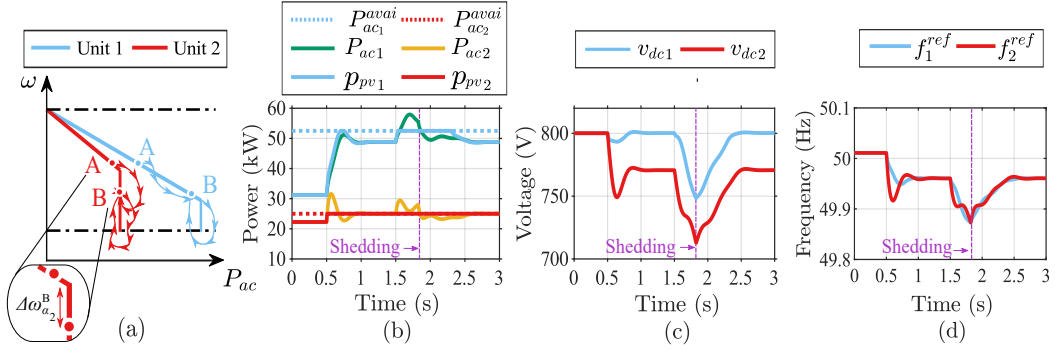 Unit 1 Unit 2
ω
A
A
B
B
P_ac
Δω_{α_2}^B
(a)
P_{ac_1}^{avai} P_{ac_2}^{avai}
P_{ac1} P_{ac2}
p_{pv_1} p_{pv_2}
Power (kW)
60
50
40
30
20
10
0 0.5 1 1.5 2 2.5 3
Shedding
Time (s)
(b)
v_{dc1} v_{dc2}
Voltage (V)
800
750
700
0 0.5 1 1.5 2 2.5 3
Shedding
Time (s)
(c)
f_1^{ref} f_2^{ref}
Frequency (Hz)
50.1
50
49.9
49.8
0 0.5 1 1.5 2 2.5 3
Shedding
Time (s)
(d)